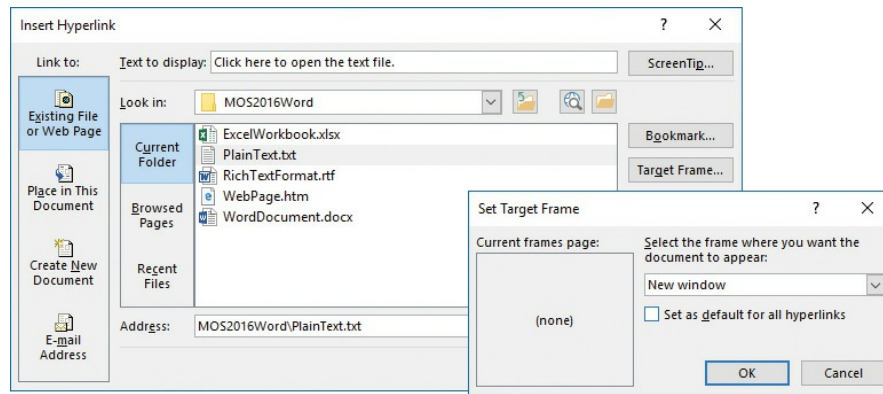 Insert Hyperlink ? ×
Link to:
Text to display: Click here to open the text file.
ScreenTip...
Existing File
or Web Page
Look in: MOS2016Word
Current
Folder
ExcelWorkbook.xlsx
PlainText.txt
RichTextFormat.rtf
WebPage.htm
WordDocument.docx
Bookmark...
Target Frame...
Place in This
Document
Browsed
Pages
Create New
Document
Recent
Files
E-mail
Address
Address: MOS2016Word\PlainText.txt
Set Target Frame ? ×
Current frames page:
(none)
Select the frame where you want the
document to appear:
New window
Set as default for all hyperlinks
OK Cancel